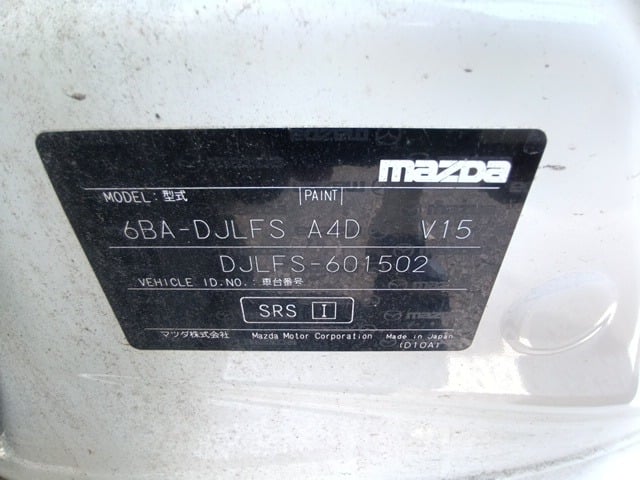 mazda
MODEL:型式 PAINT
6BA-DJLFS A4D V.15
DJLFS-601502
VEHICLE ID.NO.:車台番号
SRS I
マツダ株式会社 Mazda Motor Corporation Made in Japan
(D10A)